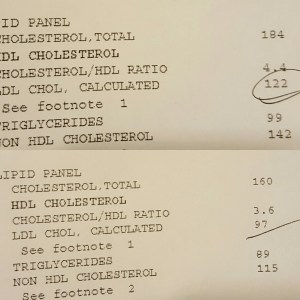 LIPID PANEL
CHOLESTEROL,TOTAL 184
HDL CHOLESTEROL
CHOLESTEROL/HDL RATIO 4.4
LDL CHOL, CALCULATED 122
See footnote 1
TRIGLYCERIDES 99
NON HDL CHOLESTEROL 142
LIPID PANEL
CHOLESTEROL,TOTAL 160
HDL CHOLESTEROL
CHOLESTEROL/HDL RATIO 3.6
LDL CHOL, CALCULATED 97
See footnote 1
TRIGLYCERIDES 89
NON HDL CHOLESTEROL 115
See footnote 2